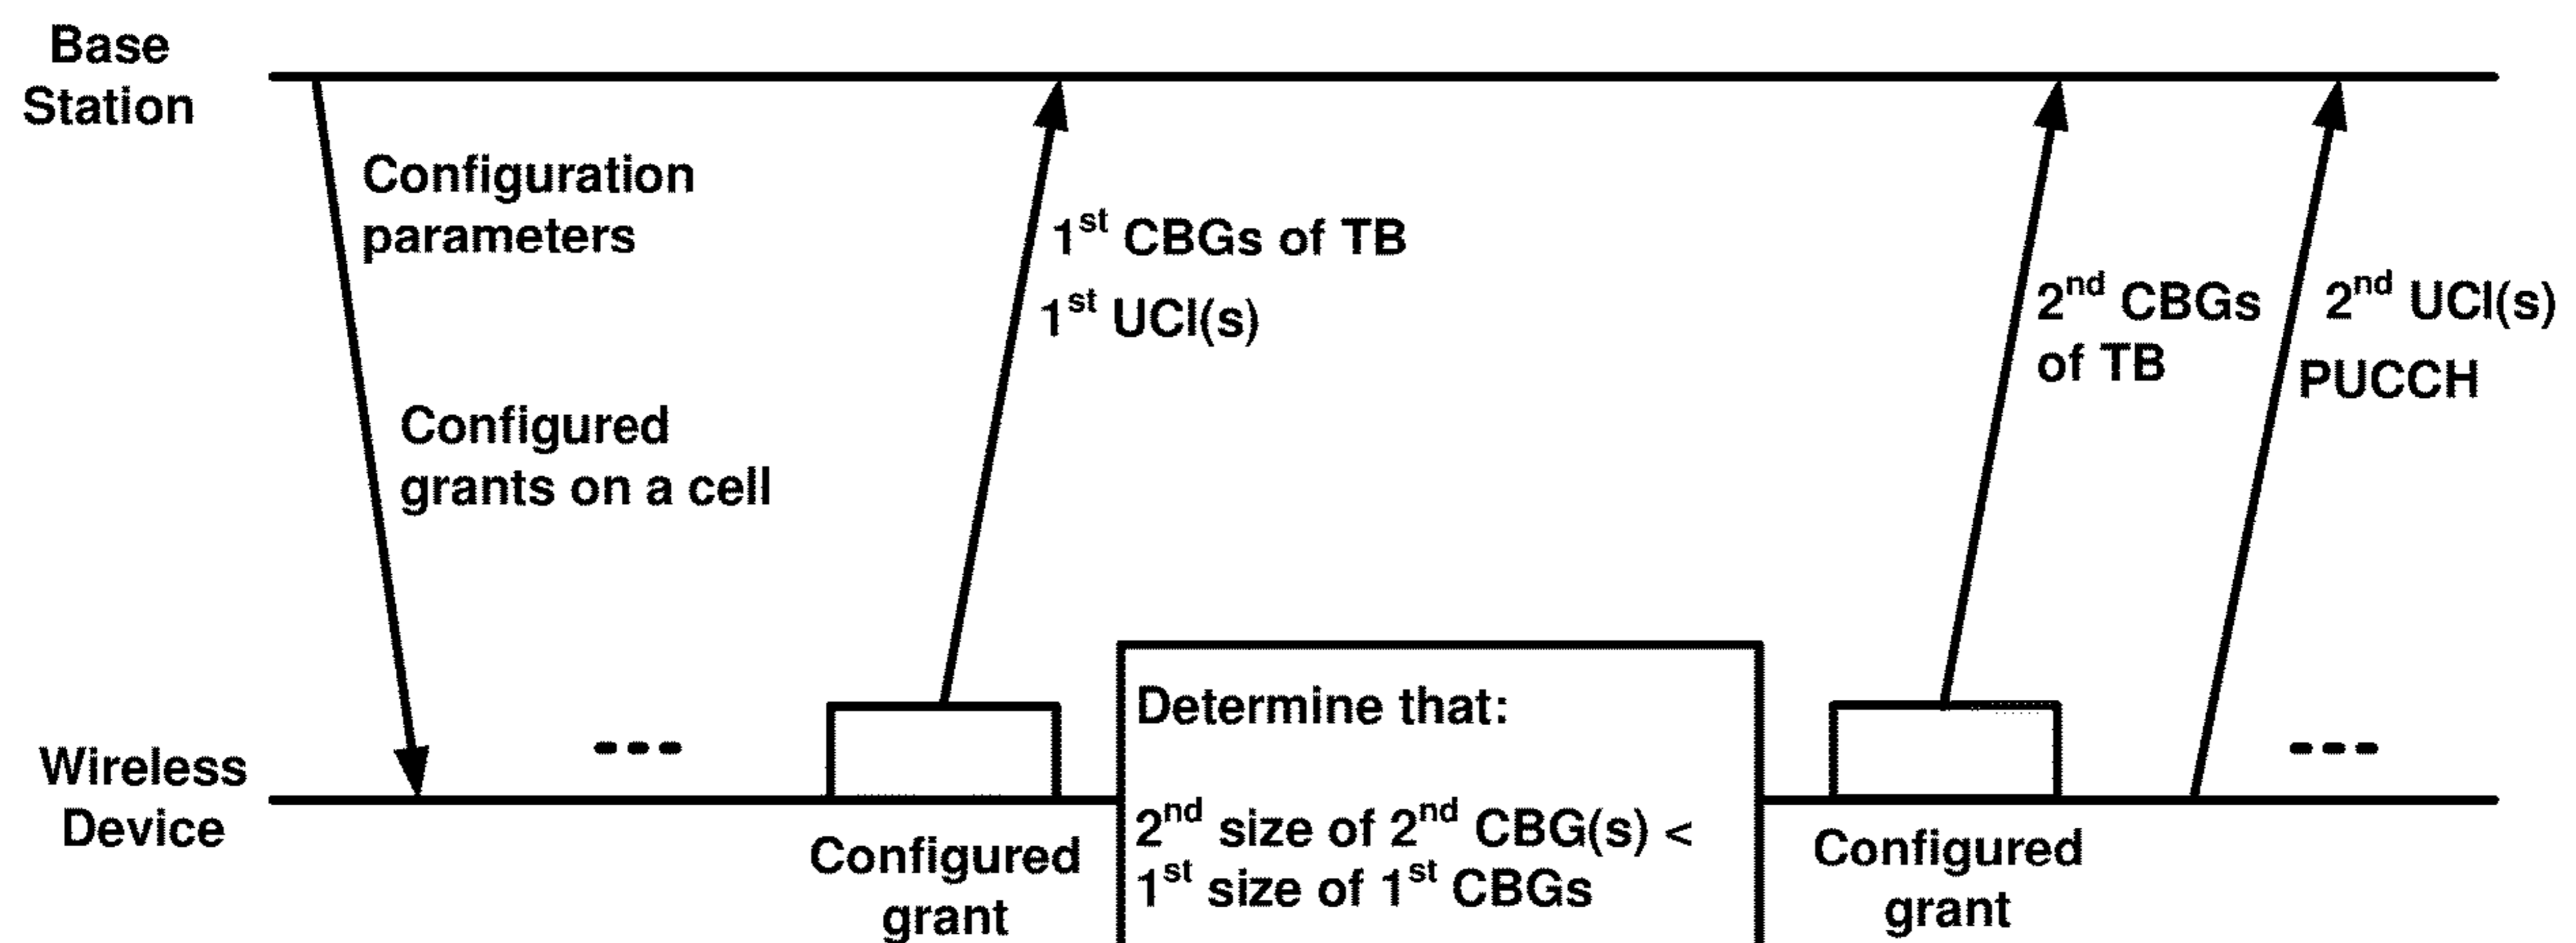 Base
Station
Configuration
parameters
Configured
grants on a cell
1st CBGs of TB
1st UCI(s)
2nd CBGs
of TB
2nd UCI(s)
PUCCH
Wireless
Device
Configured
grant
Determine that:
2nd size of 2nd CBG(s) <
1st size of 1st CBGs
Configured
grant